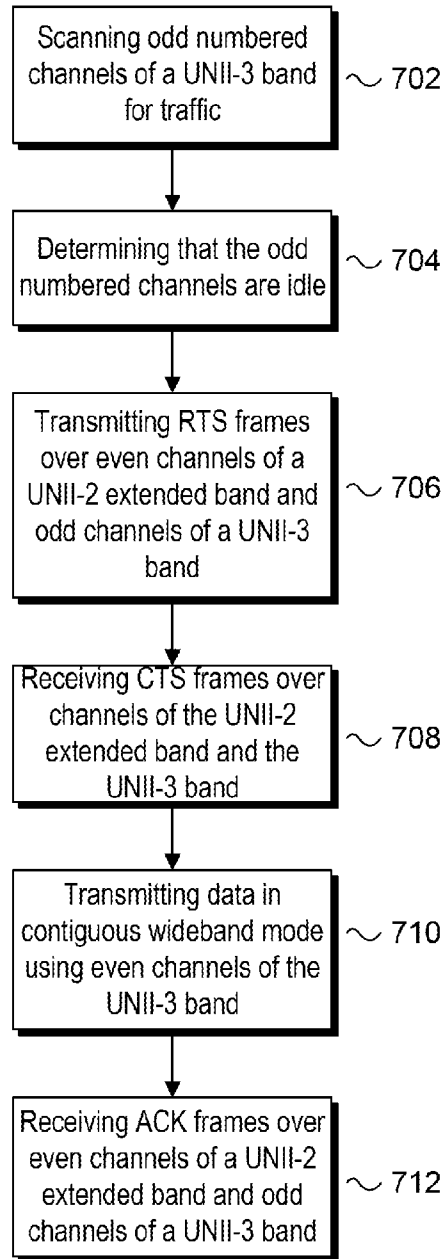 Scanning odd numbered
channels of a UNII-3 band
for traffic
702
Determining that the odd
numbered channels are idle
704
Transmitting RTS frames
over even channels of a
UNII-2 extended band and
odd channels of a UNII-3
band
706
Receiving CTS frames over
channels of the UNII-2
extended band and the
UNII-3 band
708
Transmitting data in
contiguous wideband mode
using even channels of the
UNII-3 band
710
Receiving ACK frames over
even channels of a UNII-2
extended band and odd
channels of a UNII-3 band
712